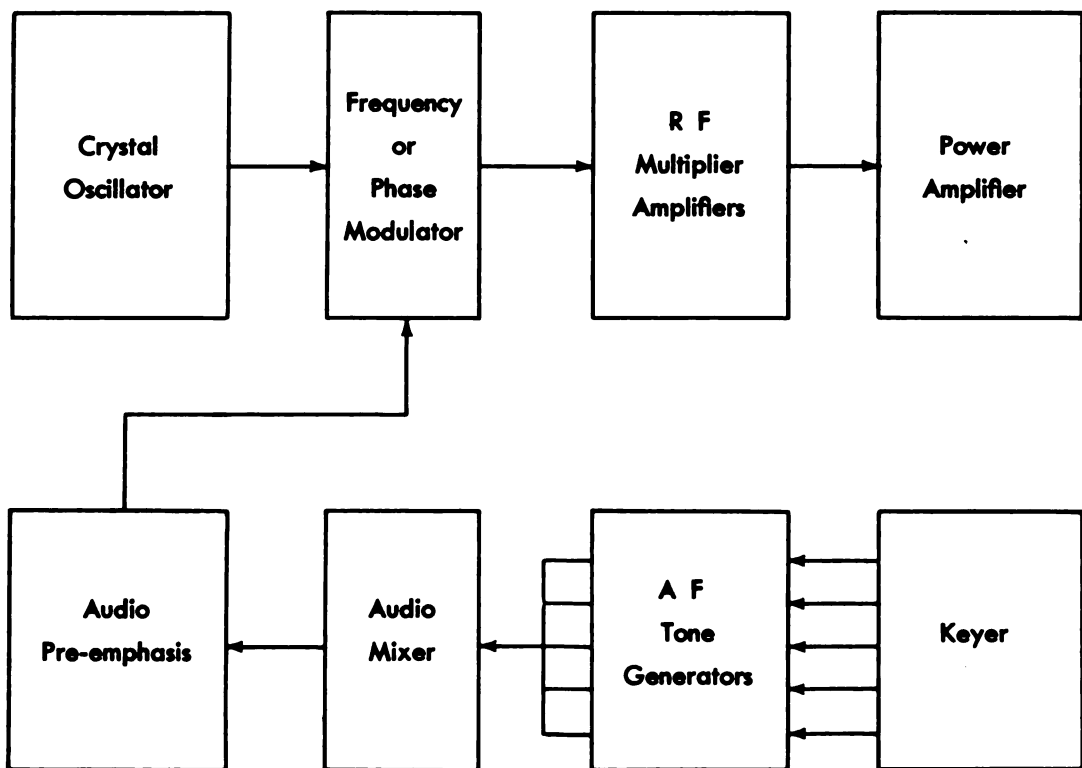 Crystal
Oscillator
Frequency
or
Phase
Modulator
R F
Multiplier
Amplifiers
Power
Amplifier
Audio
Pre-emphasis
Audio
Mixer
A F
Tone
Generators
Keyer